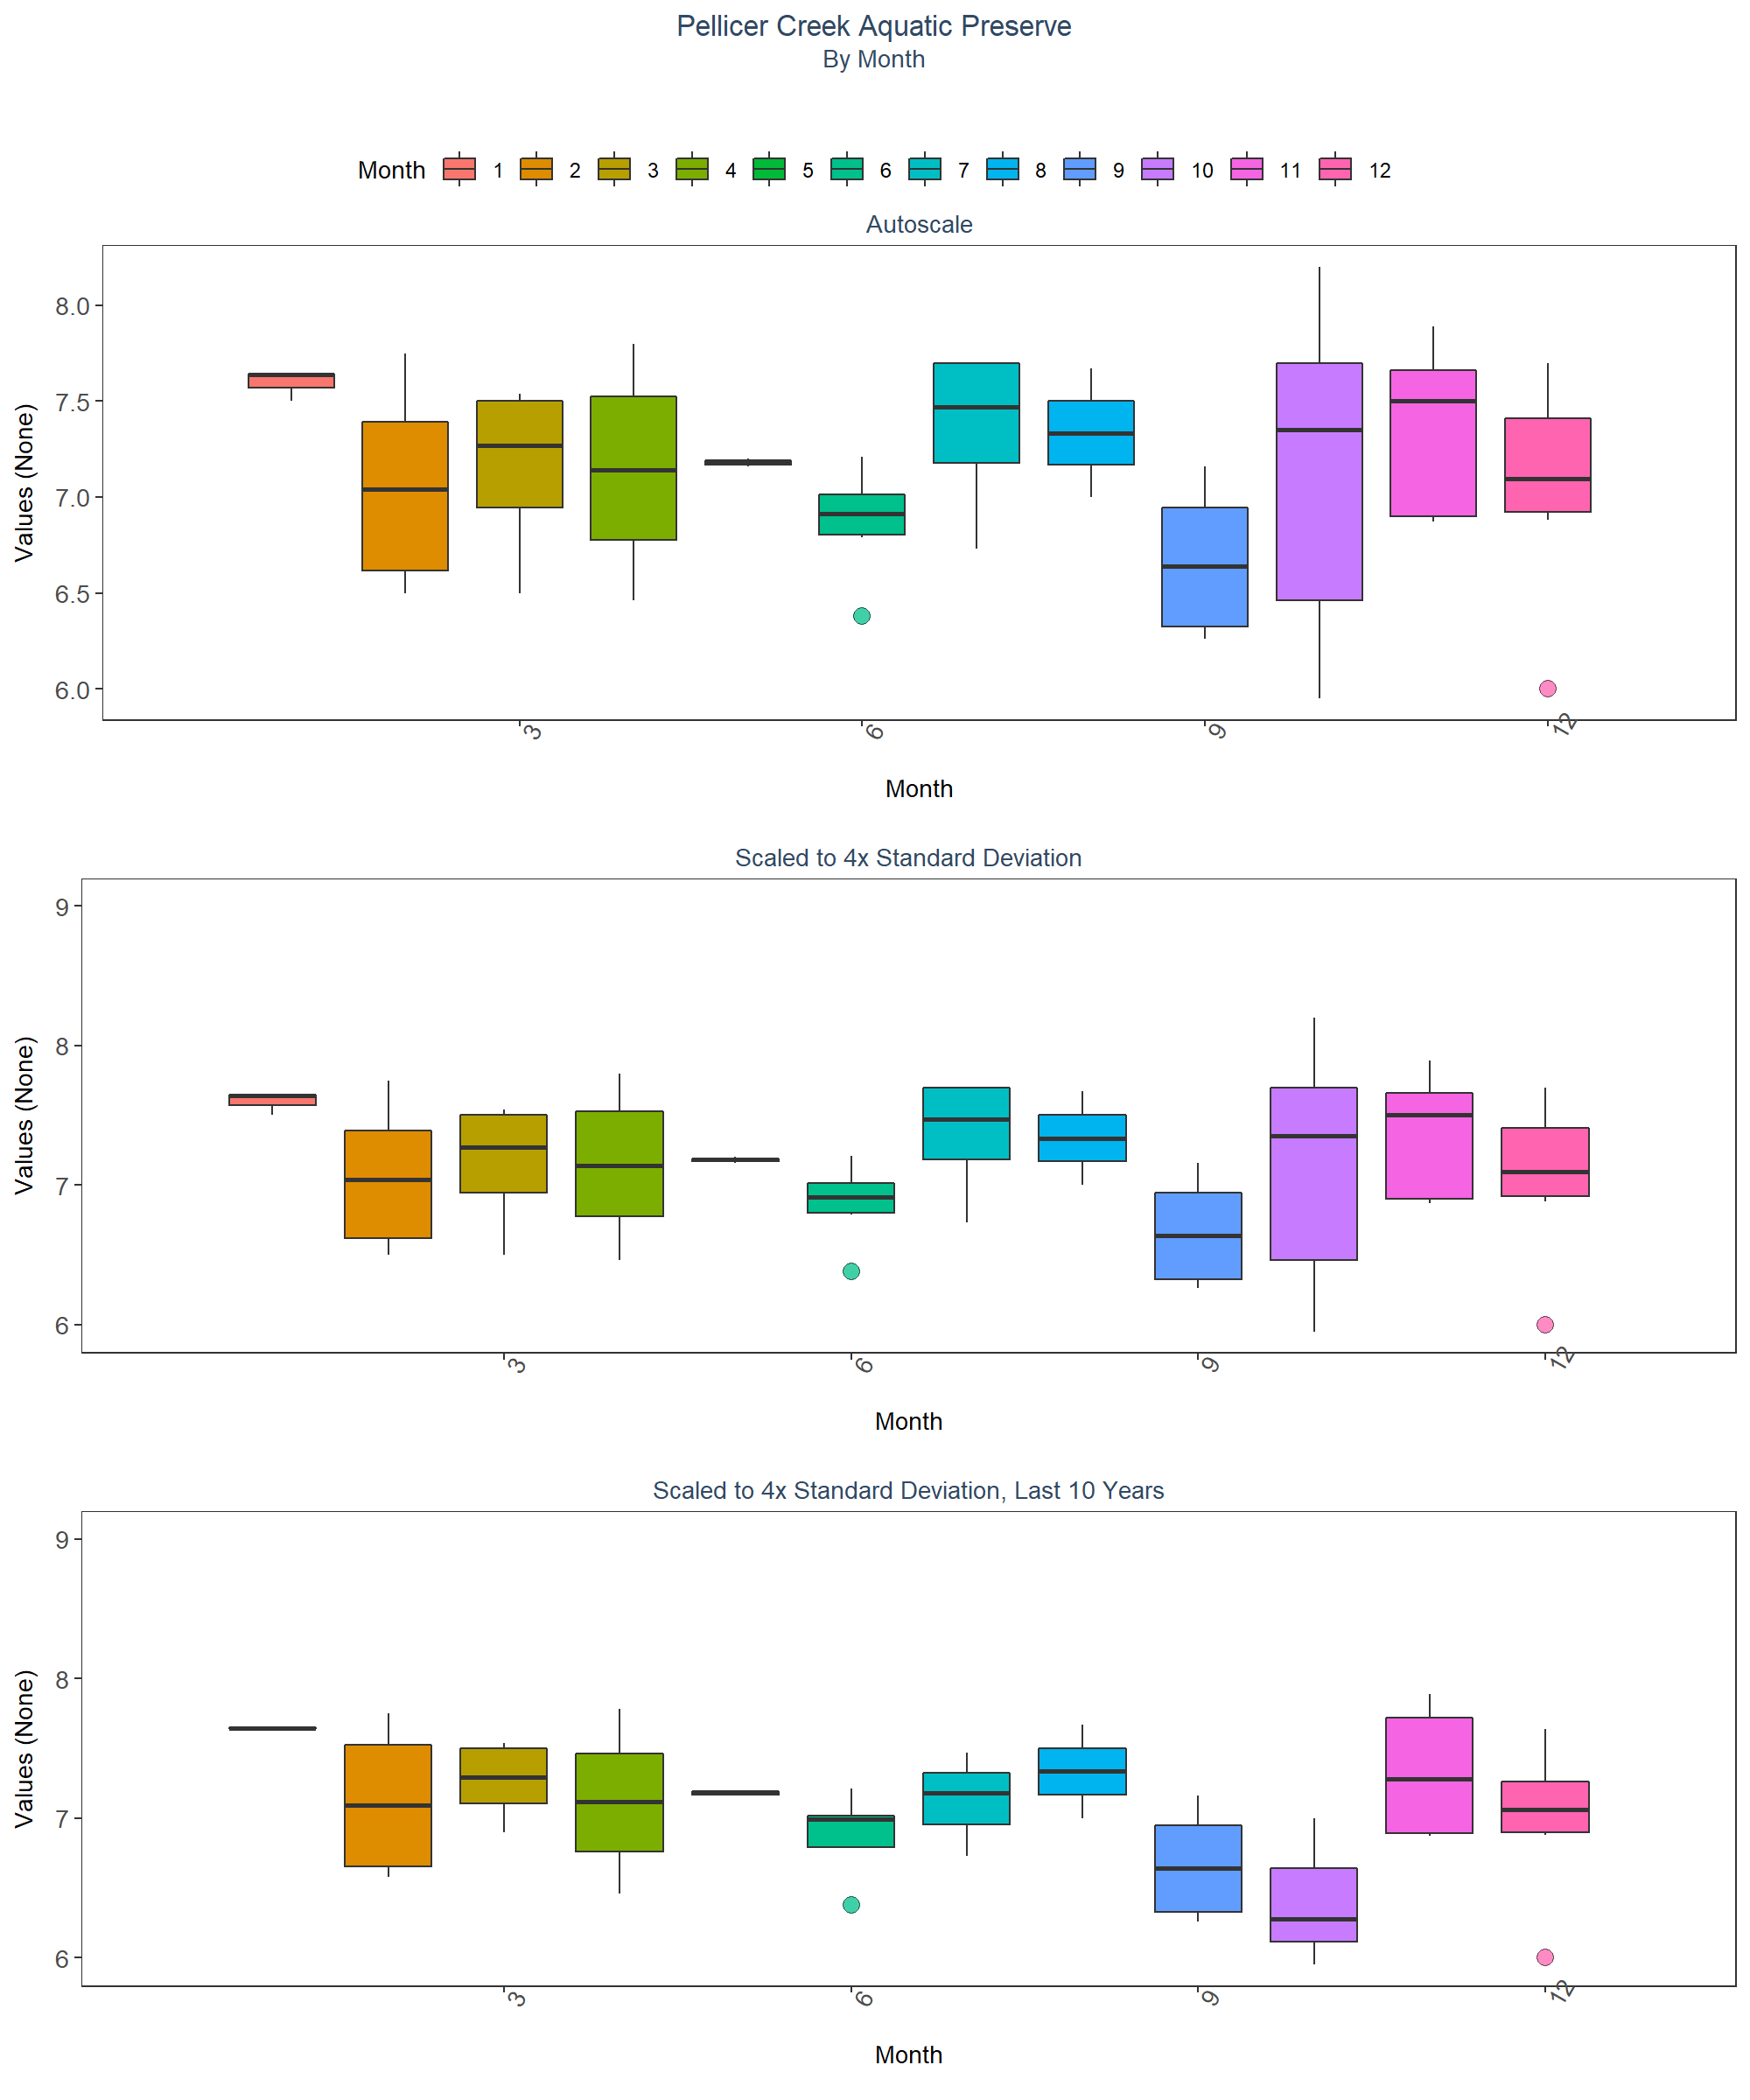 Pellicer Creek Aquatic Preserve
By Month
Month 1 2 3 4 5 6 7 8 9 10 11 12
Autoscale
Values (None)
8.0
7.5
7.0
6.5
6.0
3 6 9 12
Month
Scaled to 4x Standard Deviation
Values (None)
9
8
7
6
3 6 9 12
Month
Scaled to 4x Standard Deviation, Last 10 Years
Values (None)
9
8
7
6
3 6 9 12
Month